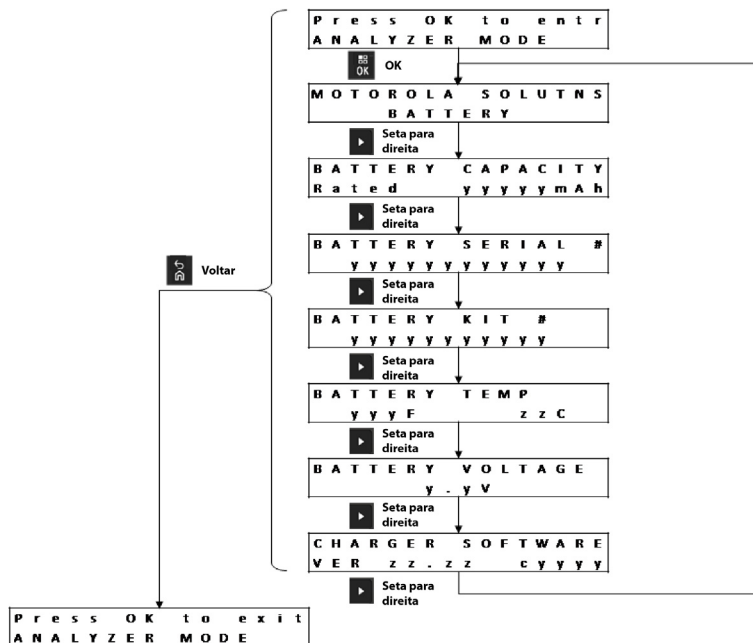 Press OK to entr
ANALYZER MODE
OK
OK
MOTOROLA SOLUTNS
BATTERY
Seta para
direita
BATTERY CAPACITY
Rated yyyyymAh
Seta para
direita
BATTERY SERIAL #
yyyyyyyyyyyy
Seta para
direita
Voltar
BATTERY KIT #
yyyyyyyyyyy
Seta para
direita
BATTERY TEMP
yyyF zzC
Seta para
direita
BATTERY VOLTAGE
y.yV
Seta para
direita
CHARGER SOFTWARE
VER zz.zz cyyyy
Seta para
direita
Press OK to exit
ANALYZER MODE